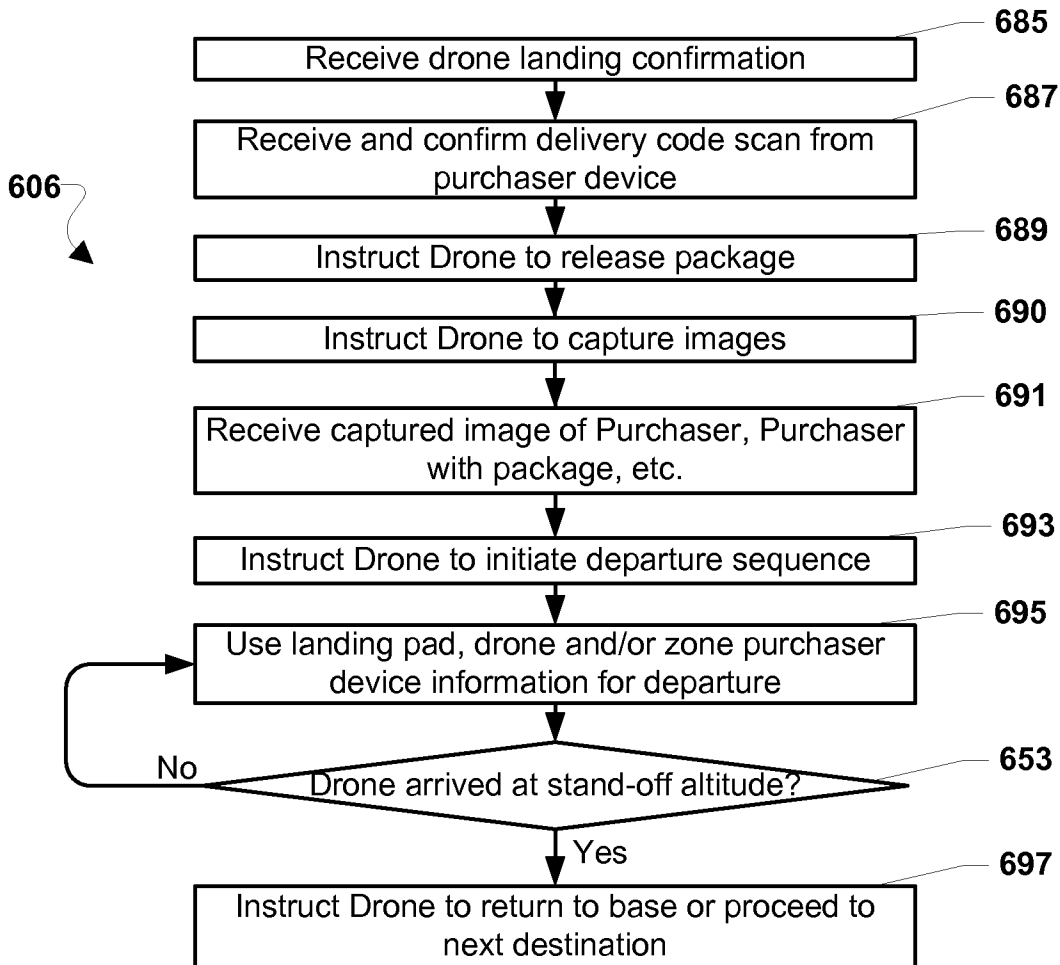 685
Receive drone landing confirmation
687
Receive and confirm delivery code scan from
purchaser device
606
689
Instruct Drone to release package
690
Instruct Drone to capture images
691
Receive captured image of Purchaser, Purchaser
with package, etc.
693
Instruct Drone to initiate departure sequence
695
Use landing pad, drone and/or zone purchaser
device information for departure
653
No
Drone arrived at stand-off altitude?
Yes
697
Instruct Drone to return to base or proceed to
next destination